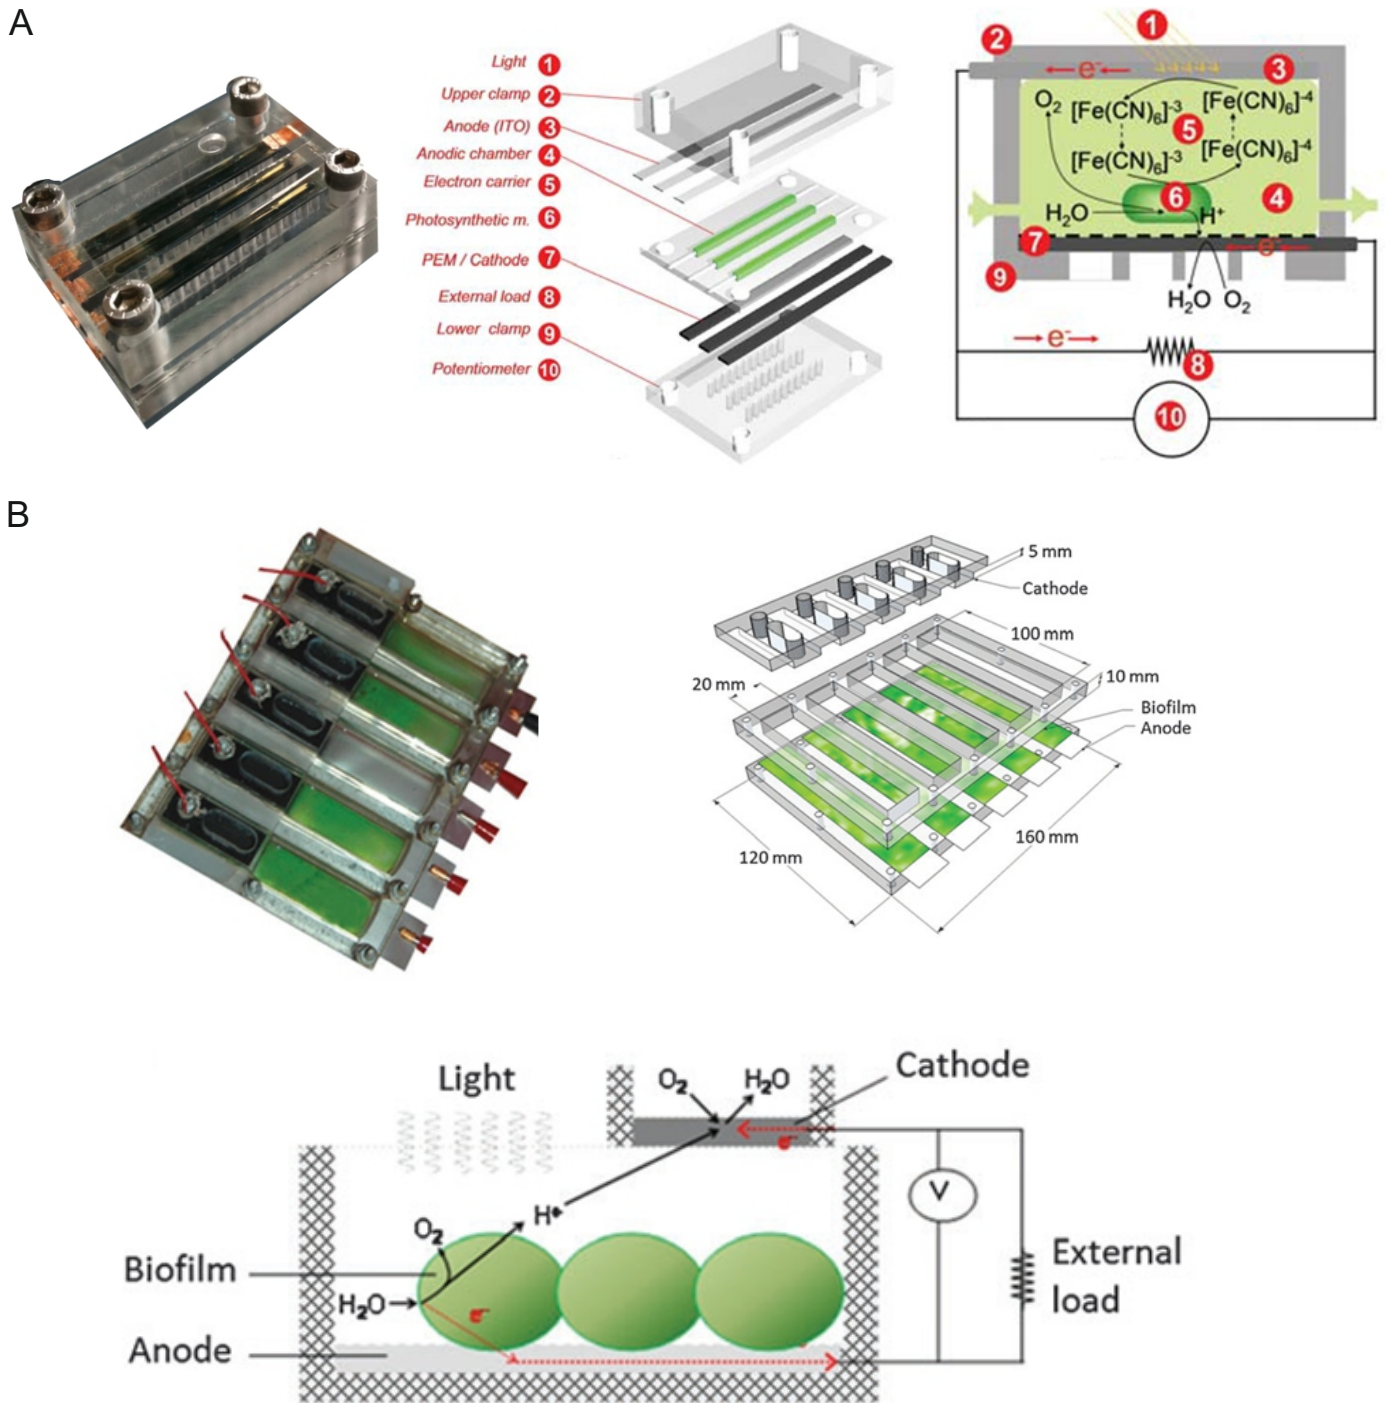 A
Light 1
Upper clamp 2
Anode (ITO) 3
Anodic chamber 4
Electron carrier 5
Photosynthetic m. 6
PEM / Cathode 7
External load 8
Lower clamp 9
Potentiometer 10
1
2
e⁻
3
O₂
[Fe(CN)₆]⁻³
[Fe(CN)₆]⁻⁴
5
[Fe(CN)₆]⁻³
[Fe(CN)₆]⁻⁴
6
4
H₂O
H⁺
7
e⁻
9
H₂O O₂
e⁻
8
10
B
5 mm
Cathode
100 mm
20 mm
10 mm
Biofilm
Anode
160 mm
120 mm
Light
O₂
H₂O
Cathode
e⁻
V
H⁺
O₂
Biofilm
H₂O
e⁻
External
load
Anode